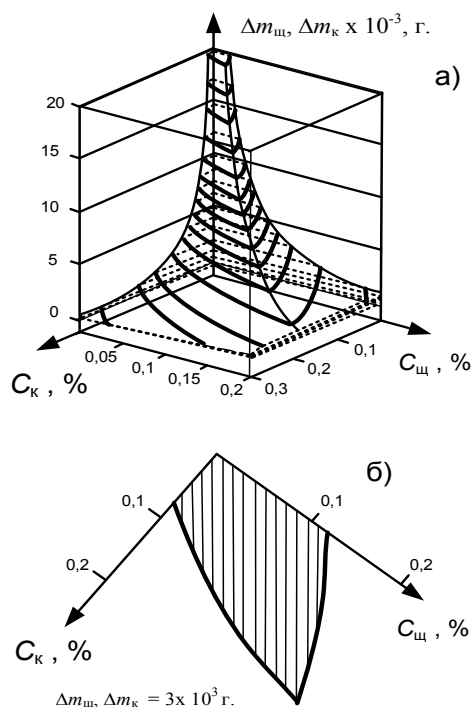 Δmщ, Δmк x 10⁻³, г.
а)
20
15
10
5
0
0,05
0,1
0,15
0,2
0,3
0,2
0,1
Cк , %
Cщ , %
б)
0,1
0,1
0,2
0,2
Cщ , %
Cк , %
Δmщ, Δmк = 3x 10³ г.